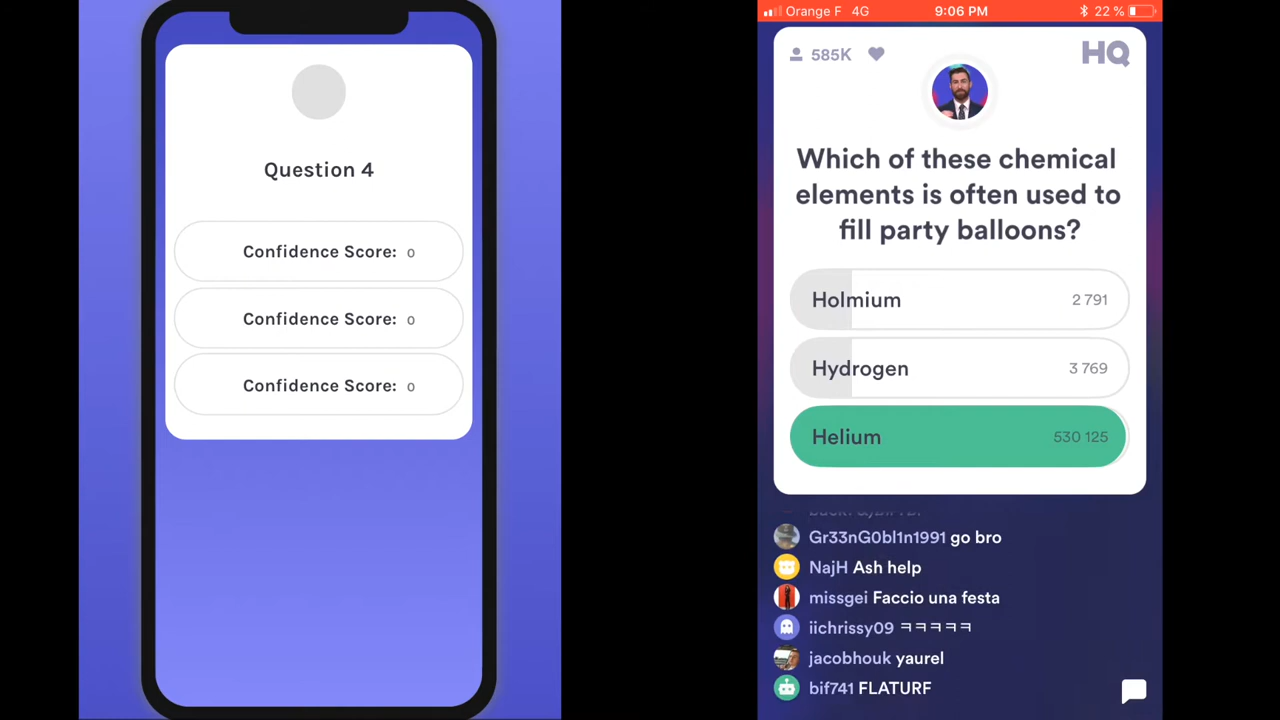 Question 4
Confidence Score: 0
Confidence Score: 0
Confidence Score: 0
Orange F 4G 9:06 PM 22 %
585K HQ
Which of these chemical
elements is often used to
fill party balloons?
Holmium 2 791
Hydrogen 3 769
Helium 530 125
Gr33nG0bl1n1991 go bro
NajH Ash help
missgei Faccio una festa
iichrissy09 ㅋㅋㅋㅋㅋ
jacobhouk yaurel
bif741 FLATURF